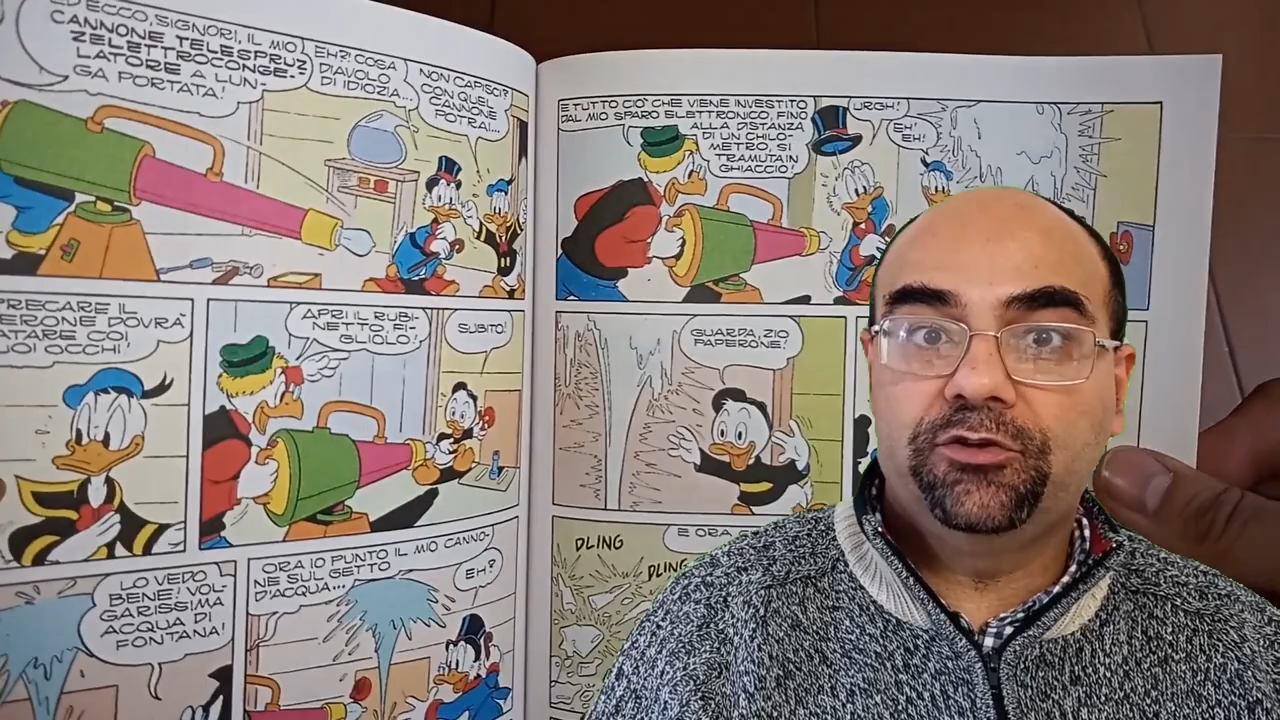 ED ECCO, SIGNORI, IL MIO
CANNONE TELESPRUZ-
ZELETTROCONGE-
LATORE A LUN-
GA PORTATA!
EH?! COSA
DIAVOLO
DI IDIOZIA...
NON CAPISCI?
CON QUEL
CANNONE
POTRAI...
RECARE IL
ERONE DOVRÀ
ATARE COI
UOI OCCHI!
APRI IL RUBI-
NETTO, FI-
GLIOLO!
SUBITO!
LO VEDO
BENE! VOL-
GARISSIMA
ACQUA DI
FONTANA!
ORA IO PUNTO IL MIO CANNO-
NE SUL GETTO
D'ACQUA...
EH?
E TUTTO CIÒ CHE VIENE INVESTITO
DAL MIO SPARO ELETTRONICO, FINO
ALLA DISTANZA
DI UN CHILO-
METRO, SI
TRAMUTA IN
GHIACCIO!
URGH!
EH,
EH!
GUARDA, ZIO
PAPERONE!
DLING
DLING
E ORA